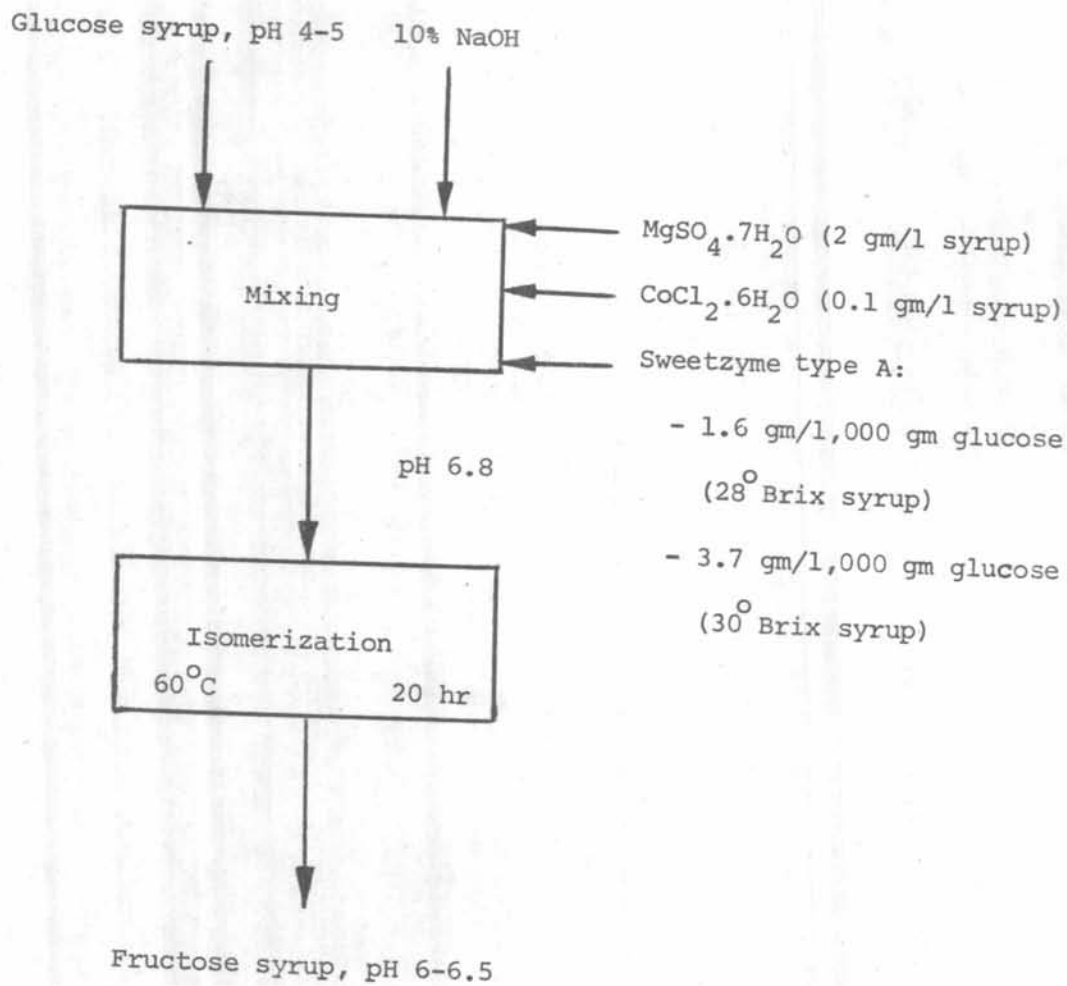 Glucose syrup, pH 4-5 10% NaOH
MgSO4.7H2O (2 gm/l syrup)
Mixing
CoCl2.6H2O (0.1 gm/l syrup)
Sweetzyme type A:
- 1.6 gm/1,000 gm glucose
pH 6.8
(28° Brix syrup)
- 3.7 gm/1,000 gm glucose
(30° Brix syrup)
Isomerization
60°C 20 hr
Fructose syrup, pH 6-6.5